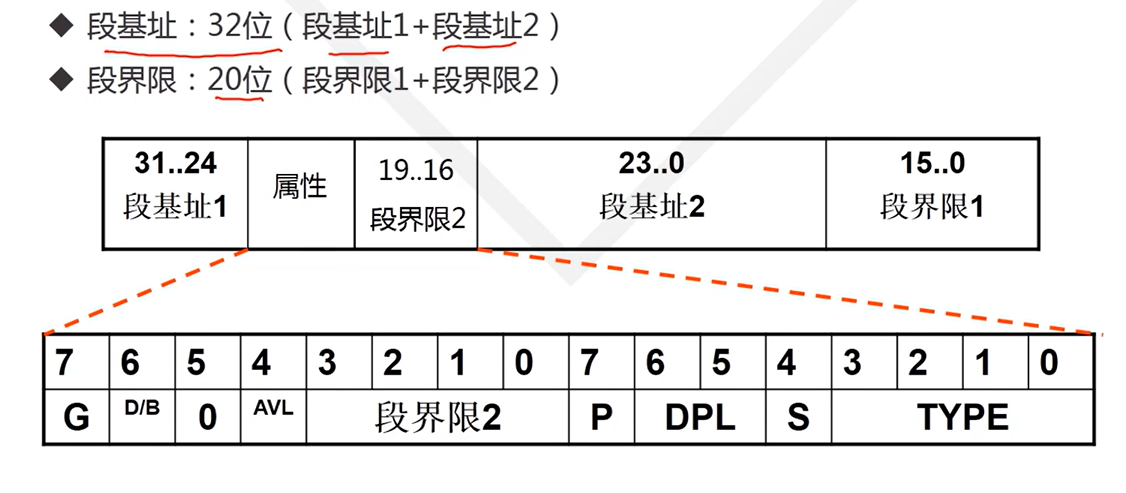 ◆ 段基址：32位（段基址1+段基址2）
◆ 段界限：20位（段界限1+段界限2）
31..24 19..16 23..0 15..0
段基址1 属性 段界限2 段基址2 段界限1
7 6 5 4 3 2 1 0 7 6 5 4 3 2 1 0
G D/B 0 AVL 段界限2 P DPL S TYPE